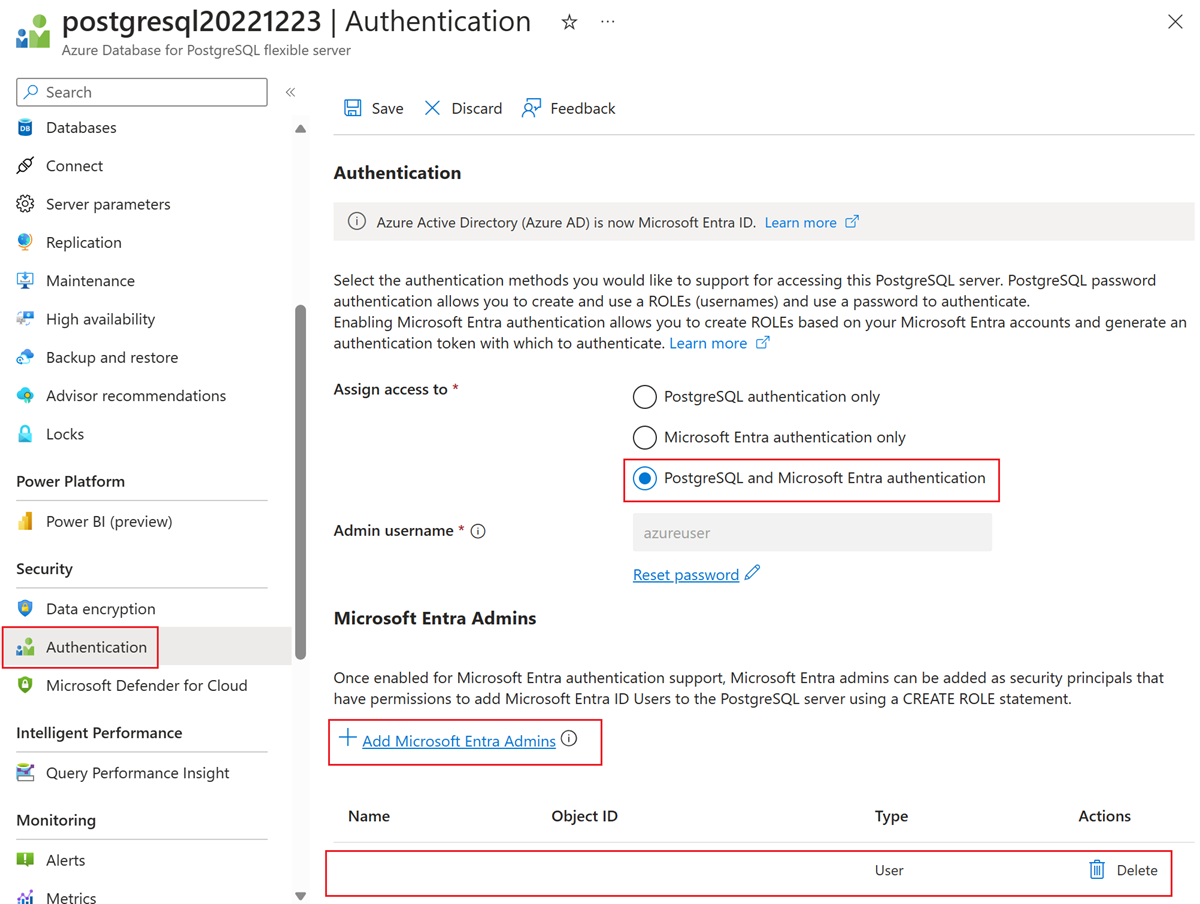 postgresql20221223 | Authentication
Azure Database for PostgreSQL flexible server
Search
Databases
Connect
Server parameters
Replication
Maintenance
High availability
Backup and restore
Advisor recommendations
Locks
Power Platform
Power BI (preview)
Security
Data encryption
Authentication
Microsoft Defender for Cloud
Intelligent Performance
Query Performance Insight
Monitoring
Alerts
Metrics
Save Discard Feedback
Authentication
Azure Active Directory (Azure AD) is now Microsoft Entra ID. Learn more
Select the authentication methods you would like to support for accessing this PostgreSQL server. PostgreSQL password
authentication allows you to create and use a ROLEs (usernames) and use a password to authenticate.
Enabling Microsoft Entra authentication allows you to create ROLEs based on your Microsoft Entra accounts and generate an
authentication token with which to authenticate. Learn more
Assign access to *
PostgreSQL authentication only
Microsoft Entra authentication only
PostgreSQL and Microsoft Entra authentication
Admin username *
azureuser
Reset password
Microsoft Entra Admins
Once enabled for Microsoft Entra authentication support, Microsoft Entra admins can be added as security principals that
have permissions to add Microsoft Entra ID Users to the PostgreSQL server using a CREATE ROLE statement.
Add Microsoft Entra Admins
Name Object ID Type Actions
User Delete